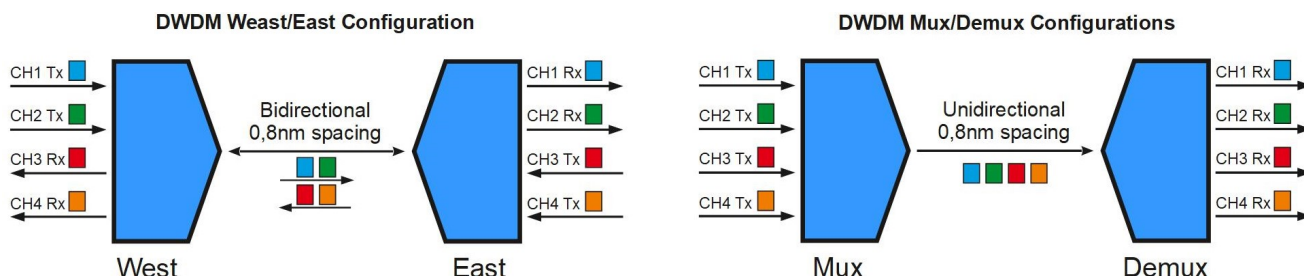 DWDM Weast/East Configuration
CH1 Tx
CH2 Tx
CH3 Rx
CH4 Rx
Bidirectional
0,8nm spacing
CH1 Rx
CH2 Rx
CH3 Tx
CH4 Tx
West
East
DWDM Mux/Demux Configurations
CH1 Tx
CH2 Tx
CH3 Tx
CH4 Tx
Unidirectional
0,8nm spacing
CH1 Rx
CH2 Rx
CH3 Rx
CH4 Rx
Mux
Demux